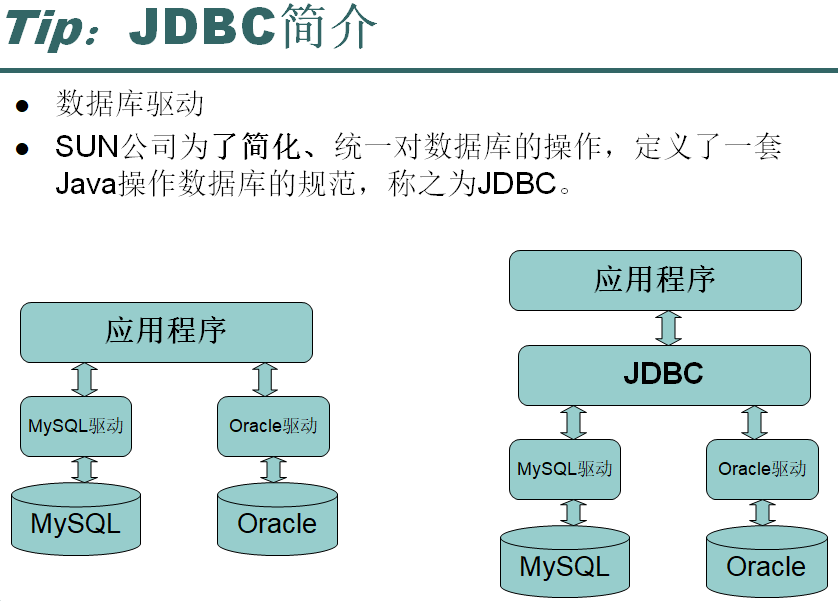 Tip：JDBC简介
数据库驱动
SUN公司为了简化、统一对数据库的操作，定义了一套
Java操作数据库的规范，称之为JDBC。
应用程序
MySQL驱动
Oracle驱动
MySQL
Oracle
应用程序
JDBC
MySQL驱动
Oracle驱动
MySQL
Oracle